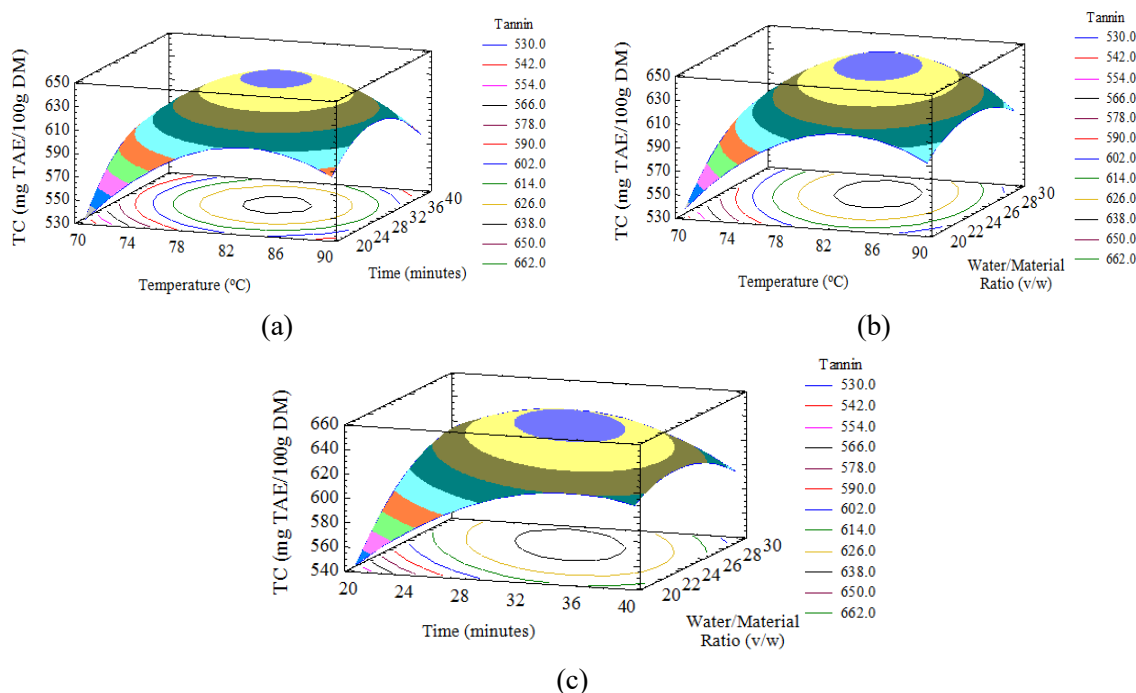 Tannin
530.0
542.0
554.0
566.0
578.0
590.0
602.0
614.0
626.0
638.0
650.0
662.0
TC (mg TAE/100g DM)
650
630
610
590
570
550
530
70 74 78 82 86 90
Temperature (⁰C)
20 24 28 32 36 40
Time (minutes)
(a)
Tannin
530.0
542.0
554.0
566.0
578.0
590.0
602.0
614.0
626.0
638.0
650.0
662.0
TC (mg TAE/100g DM)
650
630
610
590
570
550
530
70 74 78 82 86 90
Temperature (⁰C)
20 22 24 26 28 30
Water/Material
Ratio (v/w)
(b)
Tannin
530.0
542.0
554.0
566.0
578.0
590.0
602.0
614.0
626.0
638.0
650.0
662.0
TC (mg TAE/100g DM)
660
640
620
600
580
560
540
20 24 28 32 36 40
Time (minutes)
20 22 24 26 28 30
Water/Material
Ratio (v/w)
(c)